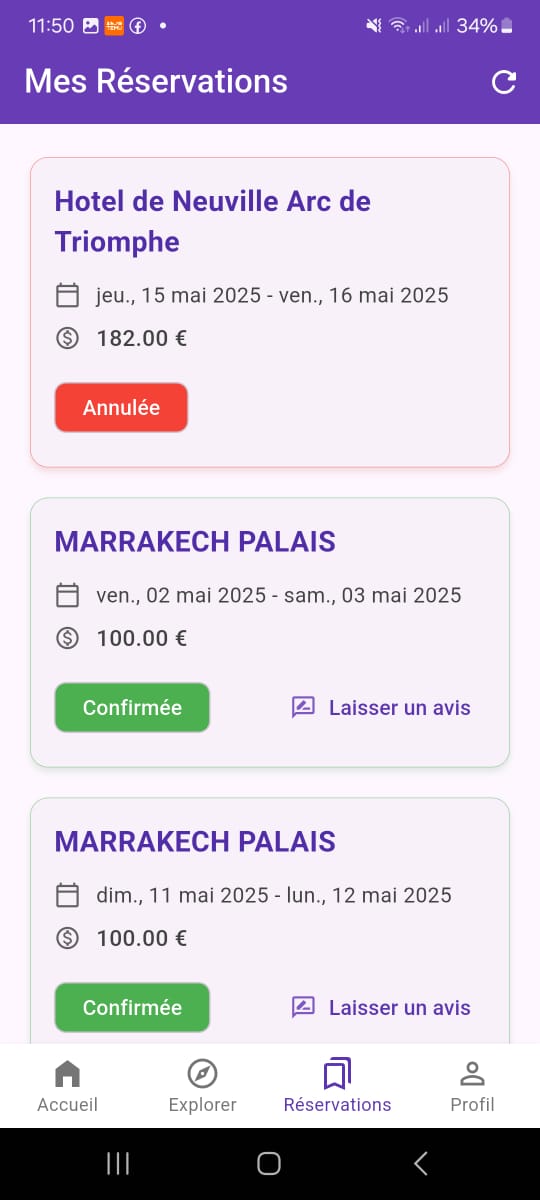 11:50
34%
Mes Réservations
Hotel de Neuville Arc de
Triomphe
jeu., 15 mai 2025 - ven., 16 mai 2025
182.00 €
Annulée
MARRAKECH PALAIS
ven., 02 mai 2025 - sam., 03 mai 2025
100.00 €
Confirmée
Laisser un avis
MARRAKECH PALAIS
dim., 11 mai 2025 - lun., 12 mai 2025
100.00 €
Confirmée
Laisser un avis
Accueil
Explorer
Réservations
Profil